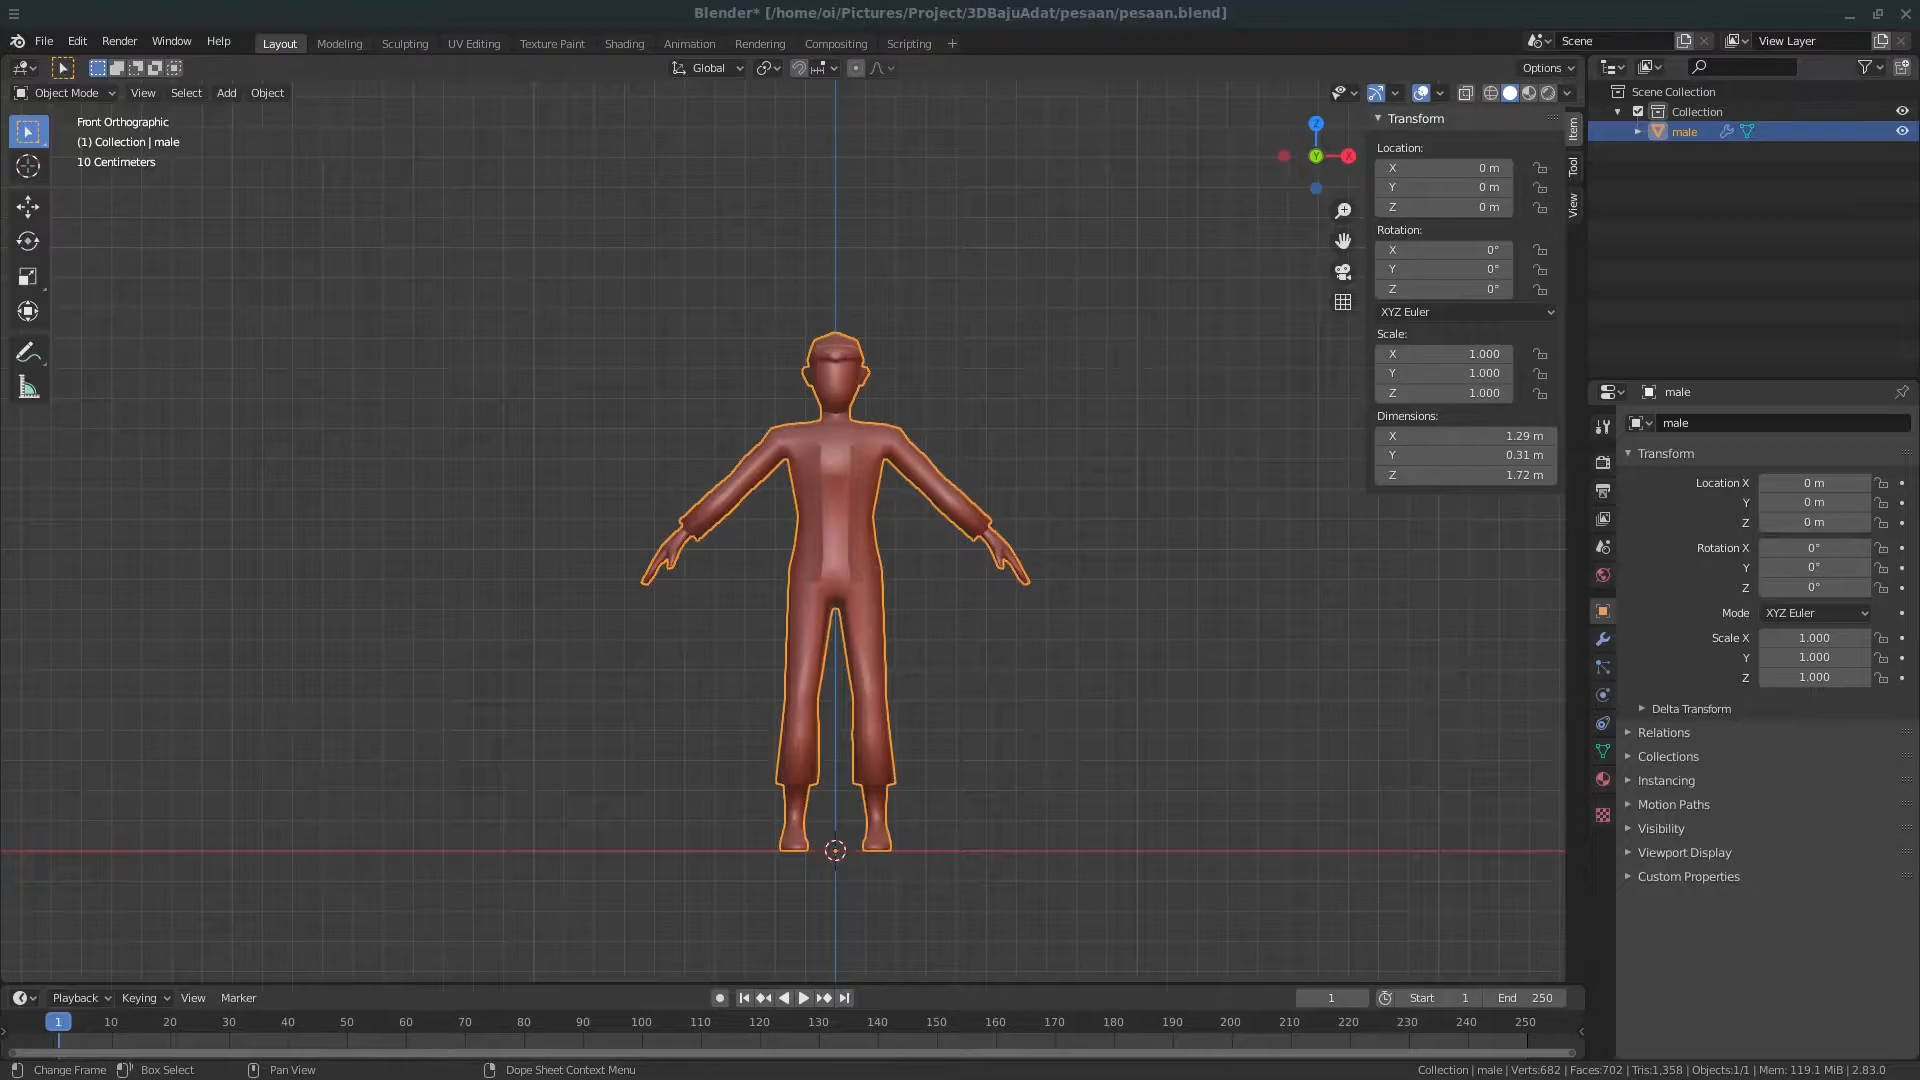 Blender* [/home/oi/Pictures/Project/3DBajuAdat/pesaan/pesaan.blend]
File Edit Render Window Help
Layout Modeling Sculpting UV Editing Texture Paint Shading Animation Rendering Compositing Scripting +
Scene
View Layer
Global
Options
Object Mode View Select Add Object
Front Orthographic
(1) Collection | male
10 Centimeters
Z
Y
X
Item
Tool
View
Transform
Location:
X 0 m
Y 0 m
Z 0 m
Rotation:
X 0°
Y 0°
Z 0°
XYZ Euler
Scale:
X 1.000
Y 1.000
Z 1.000
Dimensions:
X 1.29 m
Y 0.31 m
Z 1.72 m
Scene Collection
Collection
male
male
male
Transform
Location X 0 m
Y 0 m
Z 0 m
Rotation X 0°
Y 0°
Z 0°
Mode XYZ Euler
Scale X 1.000
Y 1.000
Z 1.000
Delta Transform
Relations
Collections
Instancing
Motion Paths
Visibility
Viewport Display
Custom Properties
Playback Keying View Marker
1 Start 1 End 250
1 10 20 30 40 50 60 70 80 90 100 110 120 130 140 150 160 170 180 190 200 210 220 230 240 250
Change Frame Box Select Pan View Dope Sheet Context Menu
Collection | male | Verts:682 | Faces:702 | Tris:1,358 | Objects:1/1 | Mem: 119.1 MiB | 2.83.0